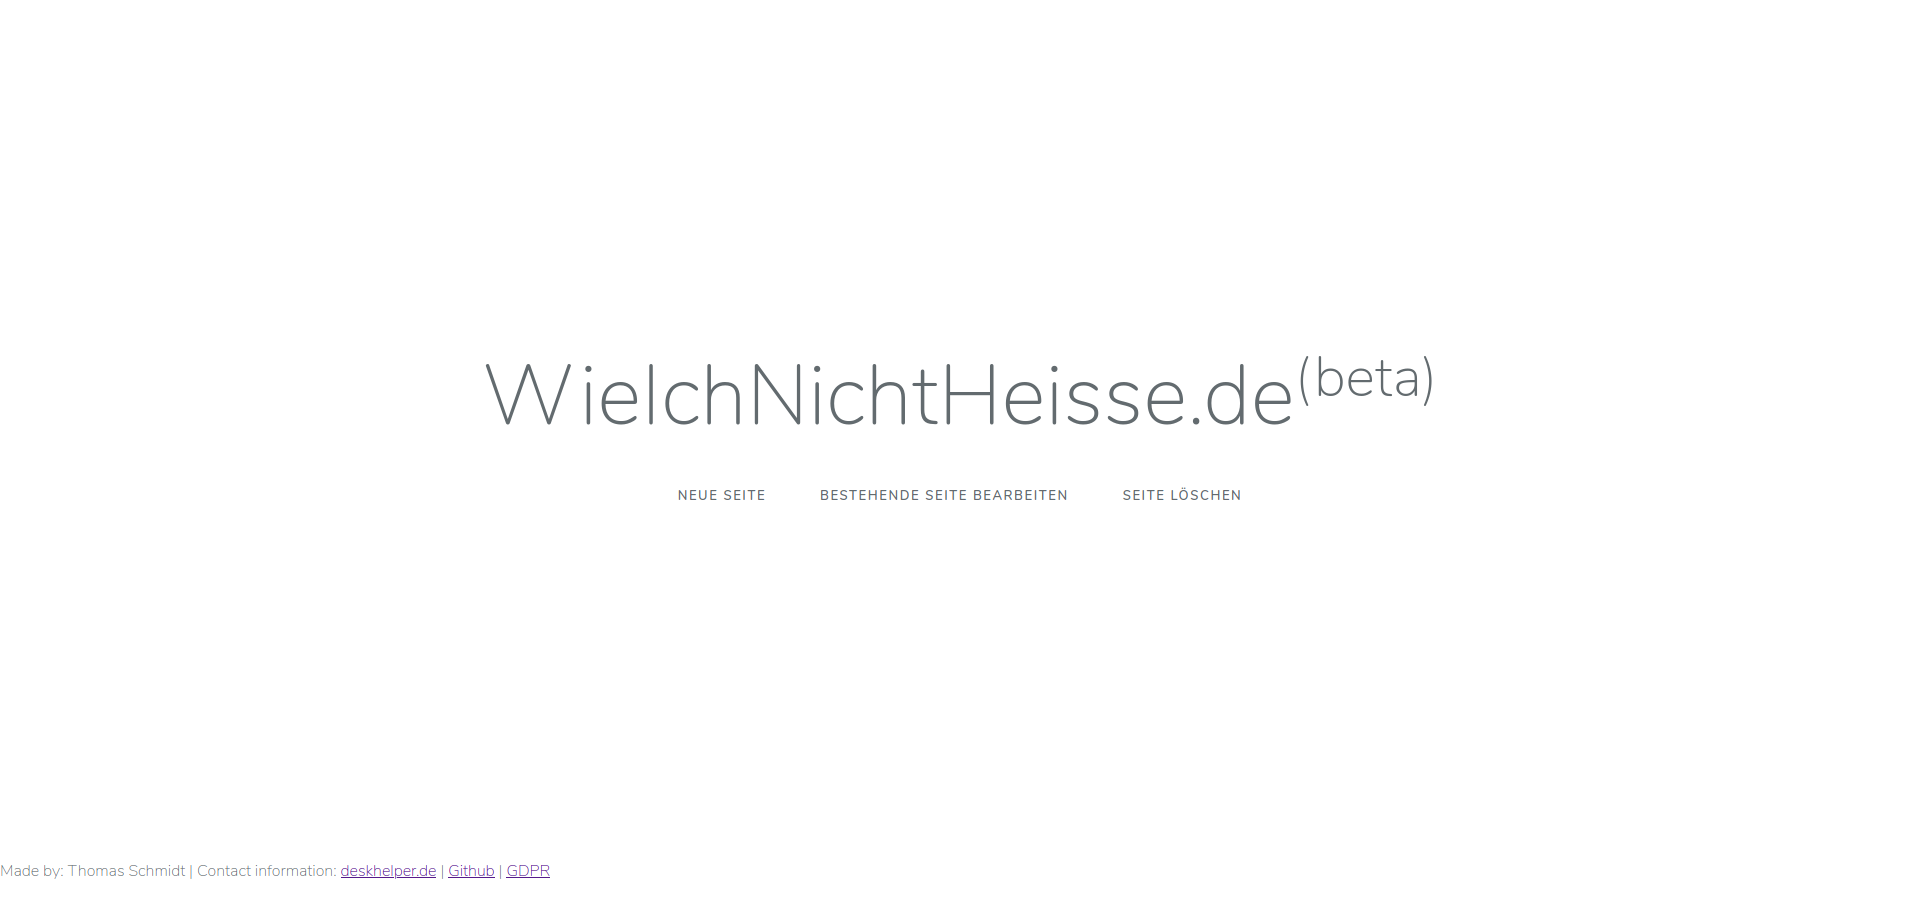 WieIchNichtHeisse.de(beta)
NEUE SEITE BESTEHENDE SEITE BEARBEITEN SEITE LÖSCHEN
Made by: Thomas Schmidt | Contact information: deskhelper.de | Github | GDPR